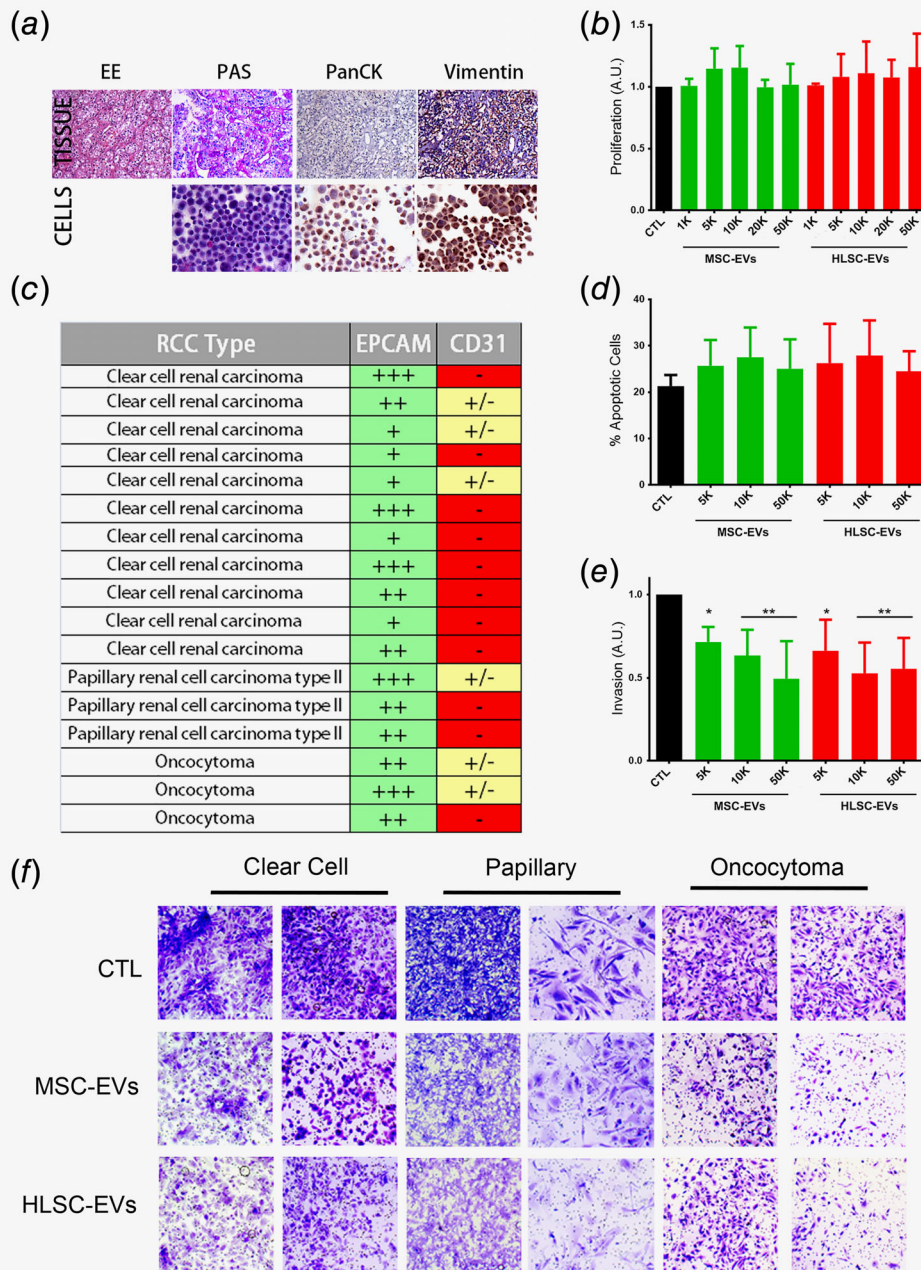 (a)
EE PAS PanCK Vimentin
TISSUE
CELLS
(b)
Proliferation (A.U.)
1.5
1.0
0.5
0.0
CTL 1K 5K 10K 20K 50K 1K 5K 10K 20K 50K
MSC-EVs HLSC-EVs
(c)
RCC Type EPCAM CD31
Clear cell renal carcinoma +++ -
Clear cell renal carcinoma ++ +/-
Clear cell renal carcinoma + +/-
Clear cell renal carcinoma + -
Clear cell renal carcinoma + +/-
Clear cell renal carcinoma +++ -
Clear cell renal carcinoma + -
Clear cell renal carcinoma +++ -
Clear cell renal carcinoma ++ -
Clear cell renal carcinoma + -
Clear cell renal carcinoma ++ -
Papillary renal cell carcinoma type II +++ +/-
Papillary renal cell carcinoma type II ++ -
Papillary renal cell carcinoma type II ++ -
Oncocytoma ++ +/-
Oncocytoma +++ +/-
Oncocytoma ++ -
(d)
% Apoptotic Cells
40
30
20
10
0
CTL 5K 10K 50K 5K 10K 50K
MSC-EVs HLSC-EVs
(e)
Invasion (A.U.)
1.0
0.5
0.0
* ** * **
CTL 5K 10K 50K 5K 10K 50K
MSC-EVs HLSC-EVs
(f)
Clear Cell Papillary Oncocytoma
CTL
MSC-EVs
HLSC-EVs